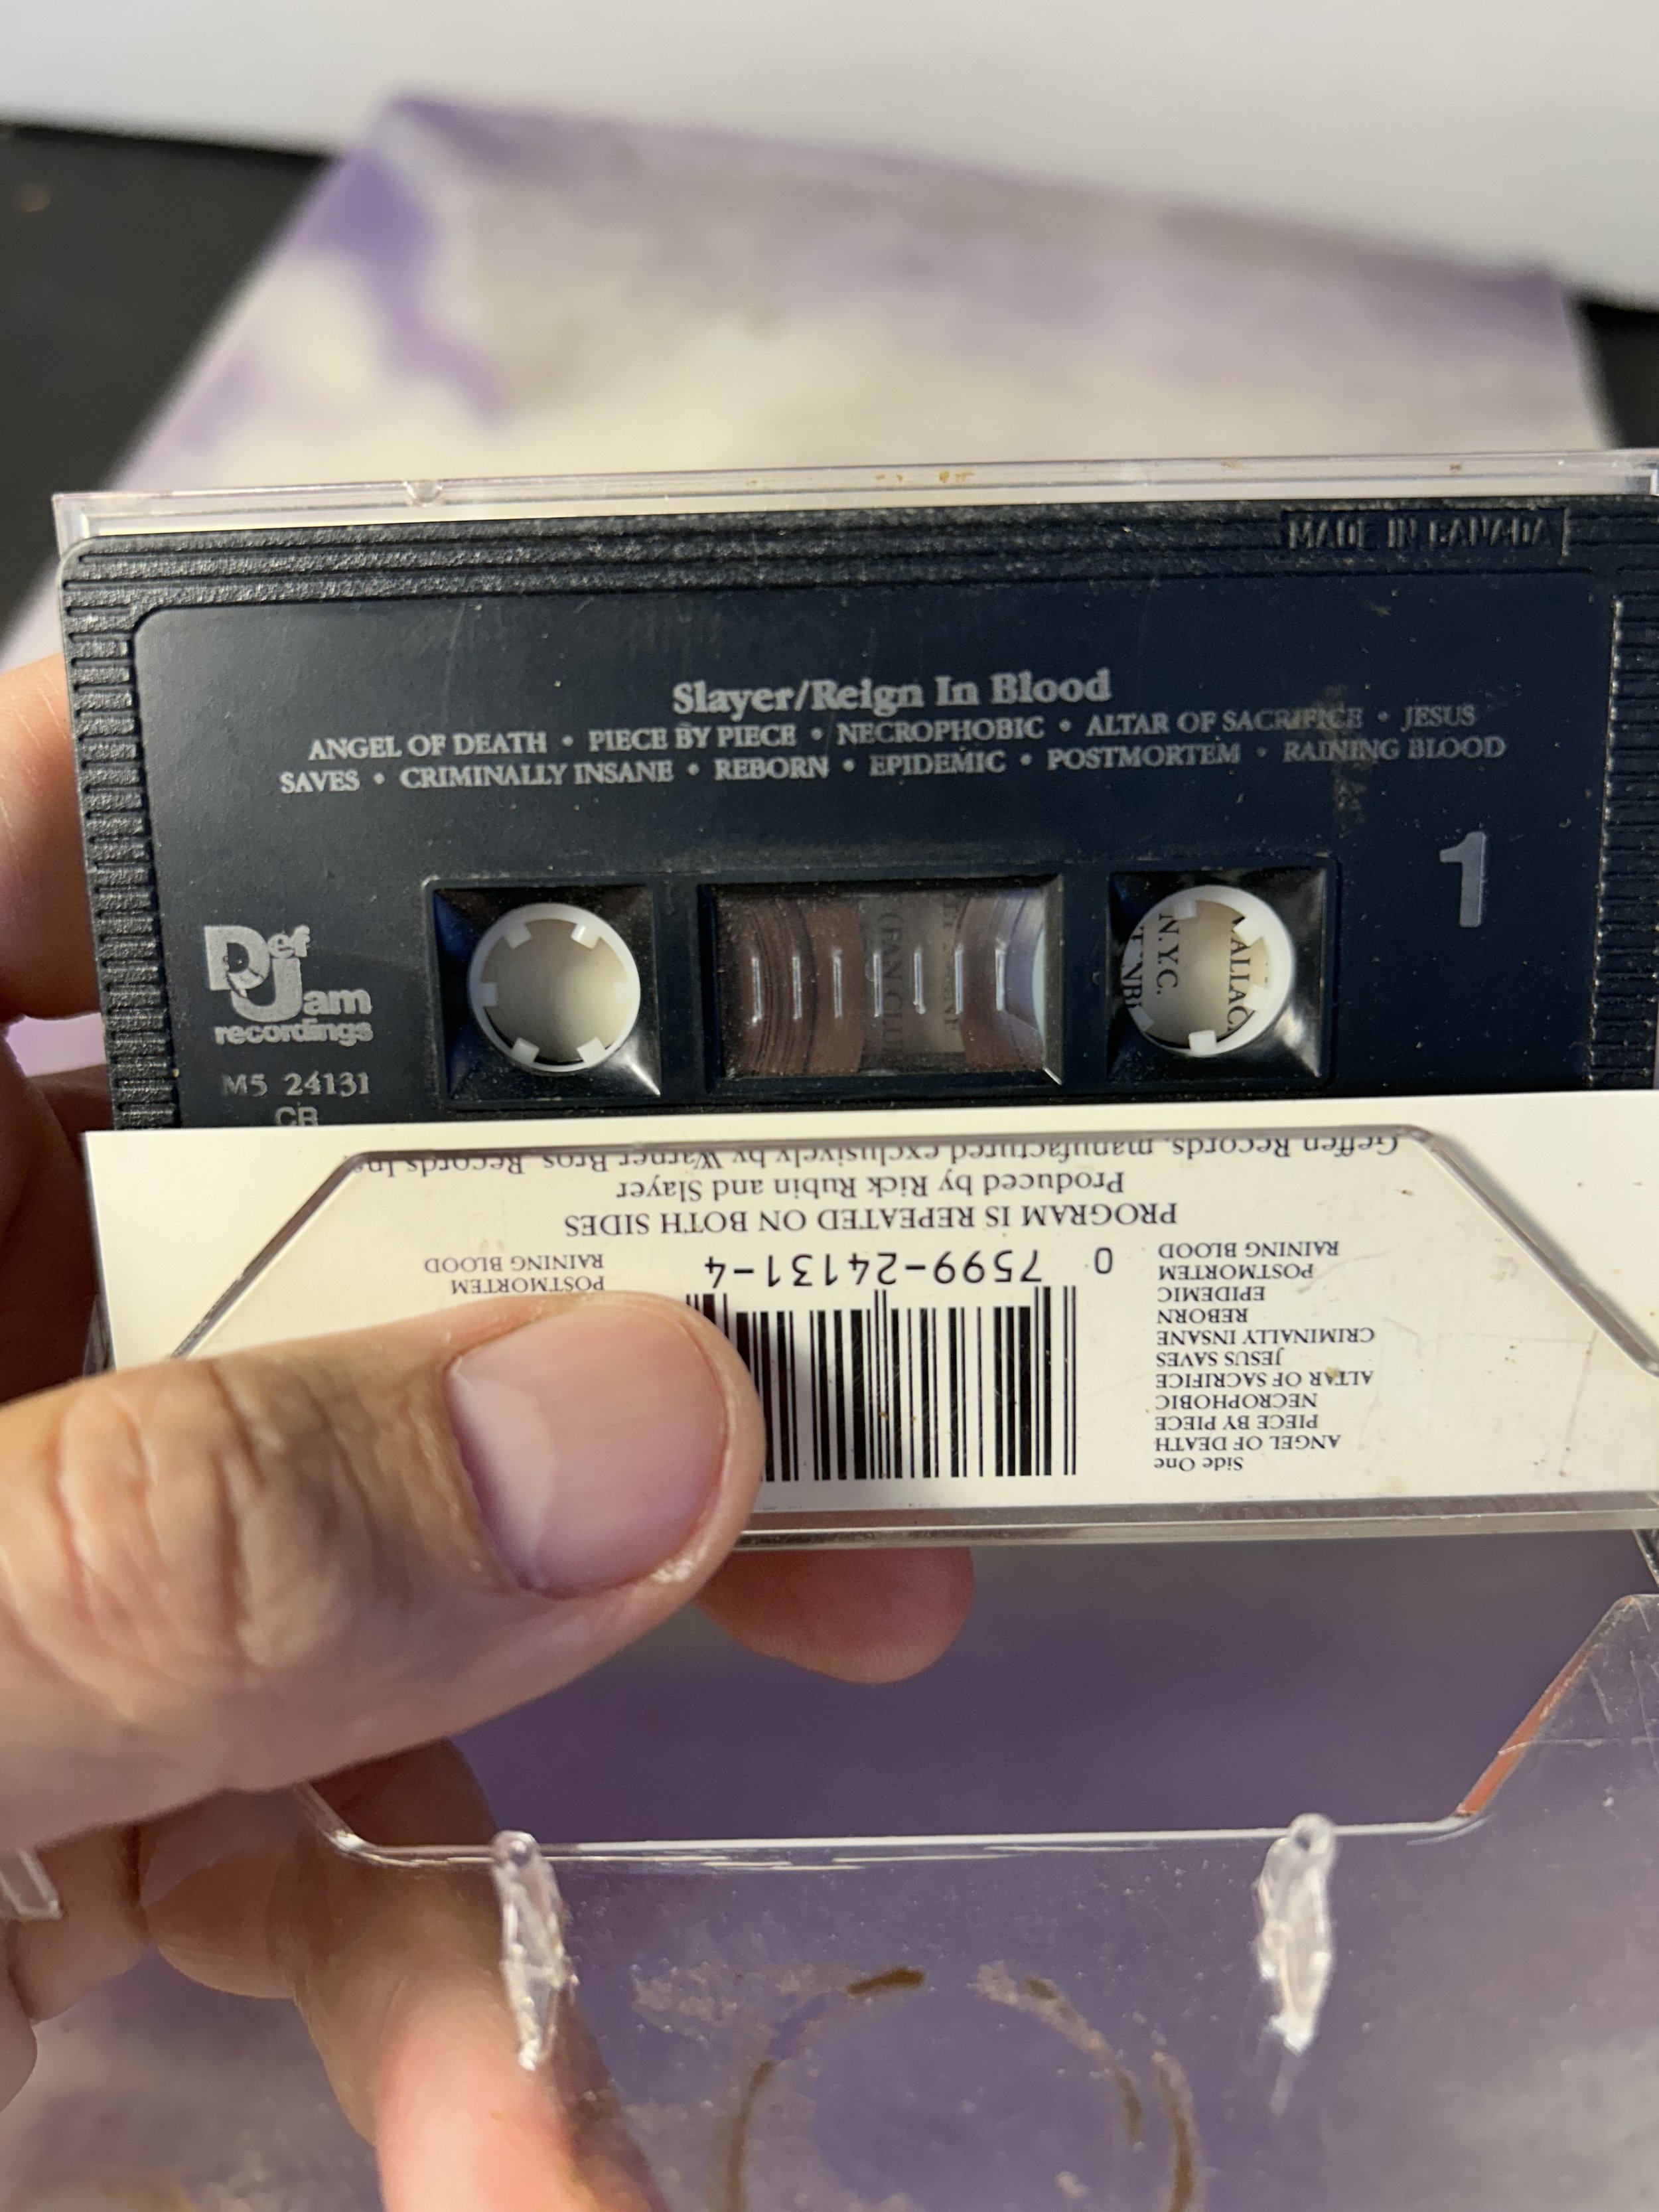 MADE IN CANADA
Slayer/Reign In Blood
ANGEL OF DEATH • PIECE BY PIECE • NECROPHOBIC • ALTAR OF SACRIFICE • JESUS
SAVES • CRIMINALLY INSANE • REBORN • EPIDEMIC • POSTMORTEM • RAINING BLOOD
1
Def
Jam
recordings
M5 24131
N.Y.C.
Side One
ANGEL OF DEATH
PIECE BY PIECE
NECROPHOBIC
ALTAR OF SACRIFICE
JESUS SAVES
CRIMINALLY INSANE
REBORN
EPIDEMIC
POSTMORTEM
RAINING BLOOD
0 7599-24131-4
POSTMORTEM
RAINING BLOOD
PROGRAM IS REPEATED ON BOTH SIDES
Produced by Rick Rubin and Slayer
Geffen Records, manufactured exclusively by Warner Bros. Records